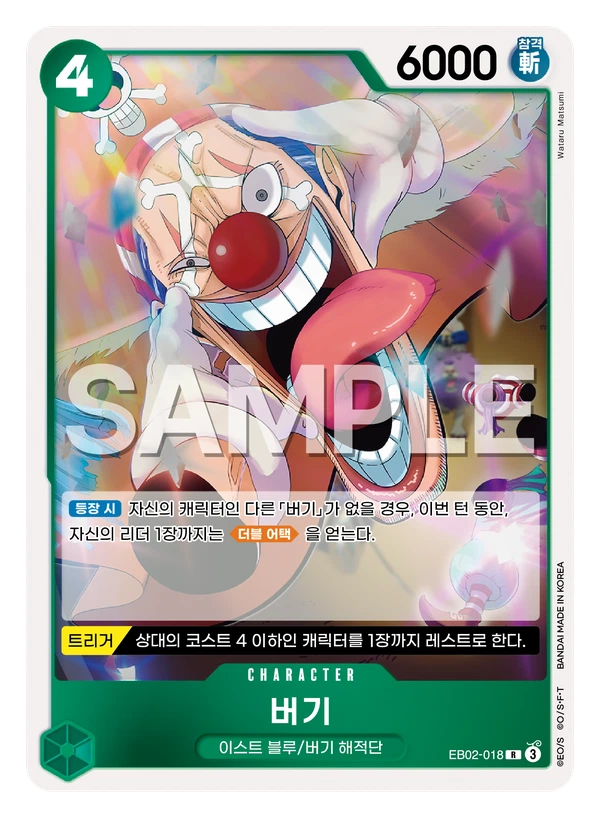 4
6000
참격
斬
Wataru Matsumi
SAMPLE
등장 시 자신의 캐릭터인 다른 「버기」가 없을 경우, 이번 턴 동안,
자신의 리더 1장까지는 더블 어택 을 얻는다.
트리거 상대의 코스트 4 이하인 캐릭터를 1장까지 레스트로 한다.
CHARACTER
버기
이스트 블루/버기 해적단
EB02-018 R 3
©EO/S ©O/S·F·T BANDAI MADE IN KOREA